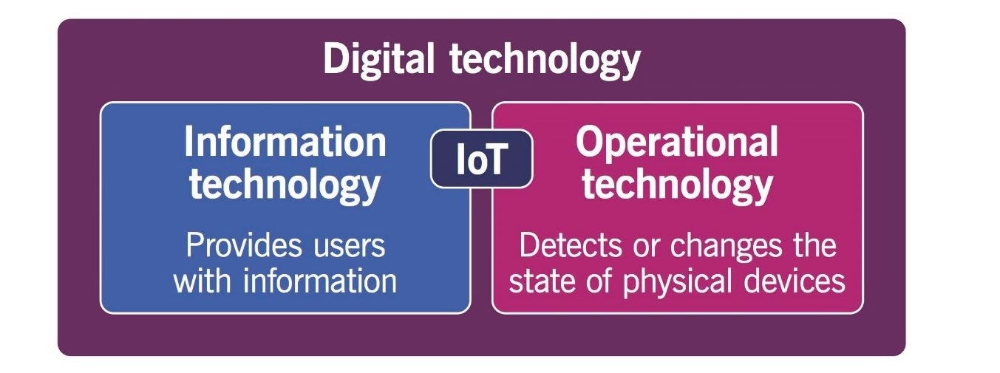 Digital technology
Information
technology
Provides users
with information
IoT
Operational
technology
Detects or changes the
state of physical devices